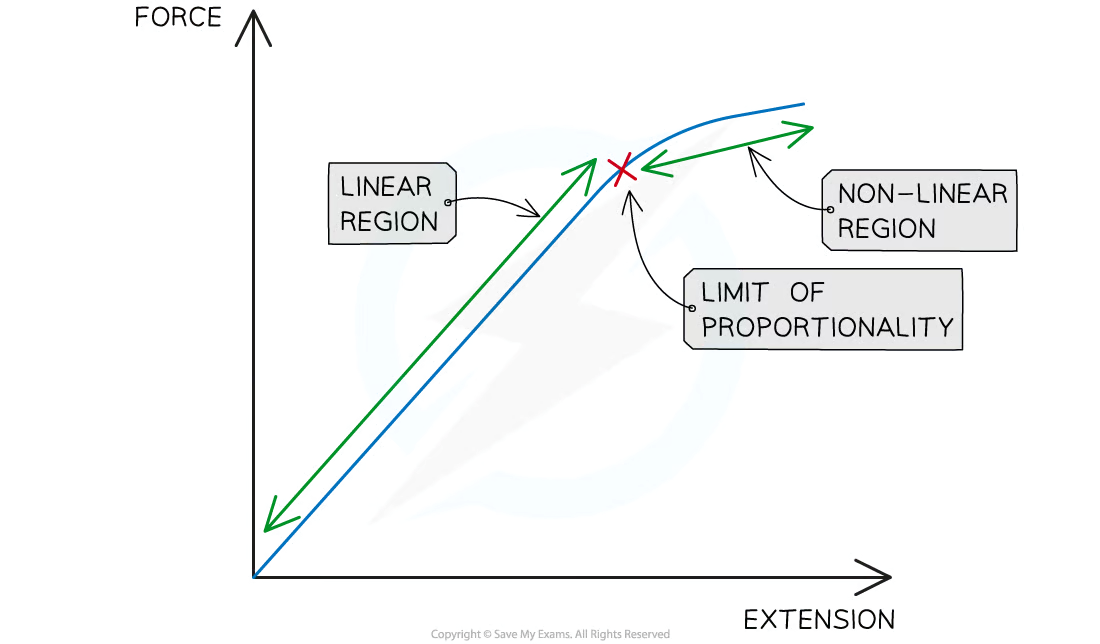 FORCE
LINEAR
REGION
NON-LINEAR
REGION
LIMIT OF
PROPORTIONALITY
EXTENSION
Copyright © Save My Exams. All Rights Reserved